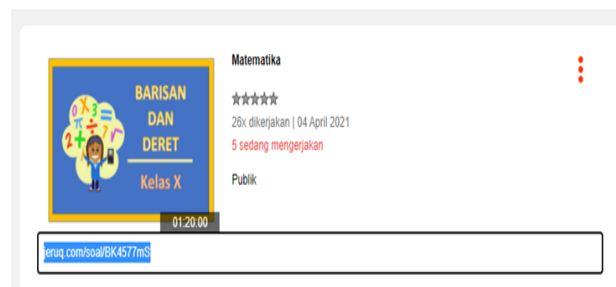 Matematika
BARISAN
DAN
DERET
Kelas X
26x dikerjakan | 04 April 2021
5 sedang mengerjakan
Publik
01:20:00
jeruq.com/soal/BK4577mS